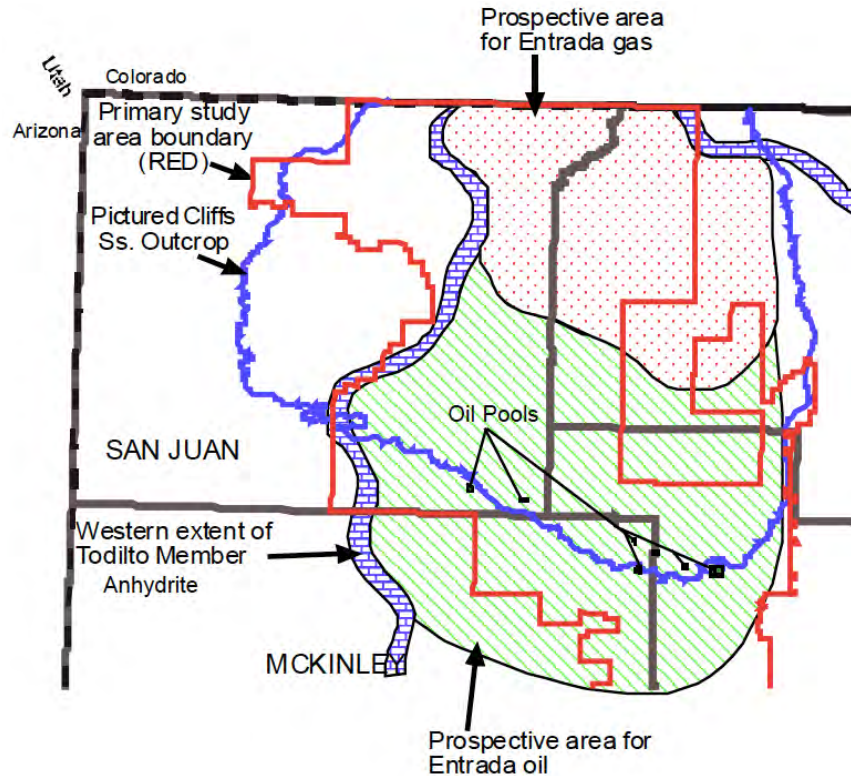 Prospective area
for Entrada gas
Utah
Colorado
Arizona
Primary study
area boundary
(RED)
Pictured Cliffs
Ss. Outcrop
Oil Pools
SAN JUAN
Western extent of
Todilto Member
Anhydrite
MCKINLEY
Prospective area for
Entrada oil